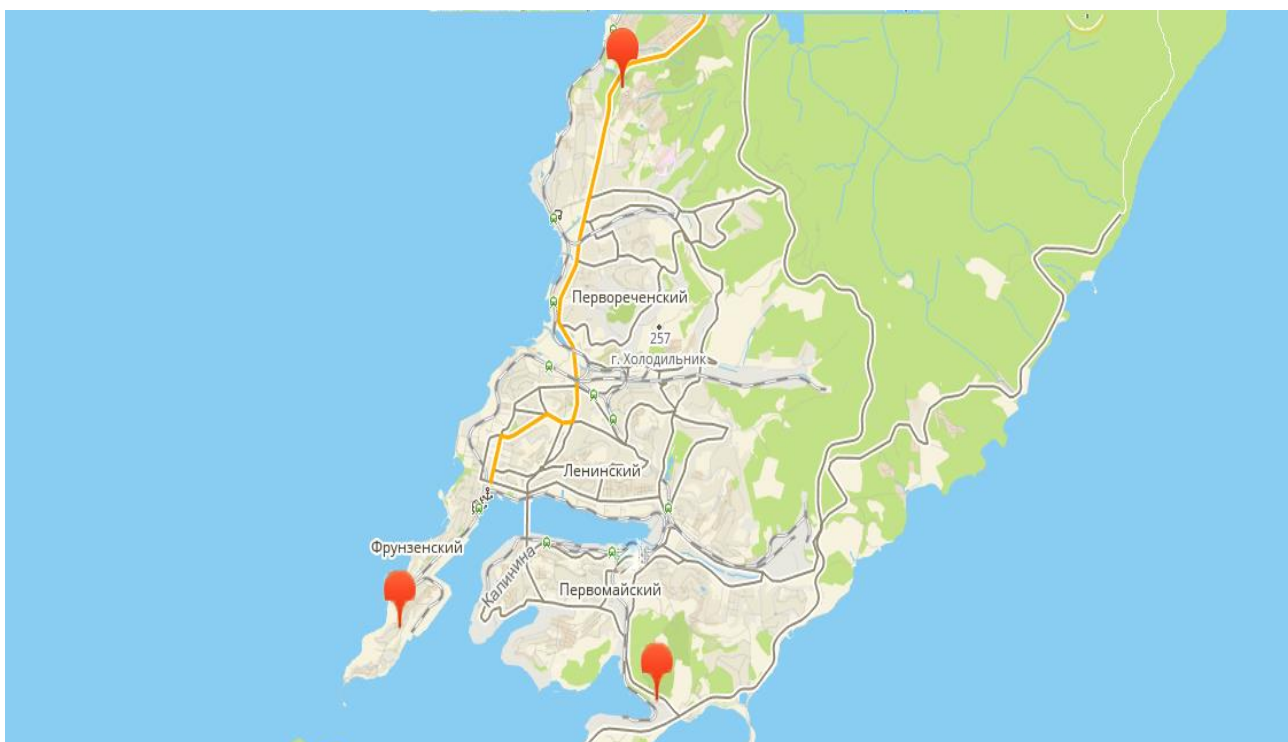 Первореченский
257
г. Холодильник
Ленинский
Фрунзенский
Калинина
Первомайский